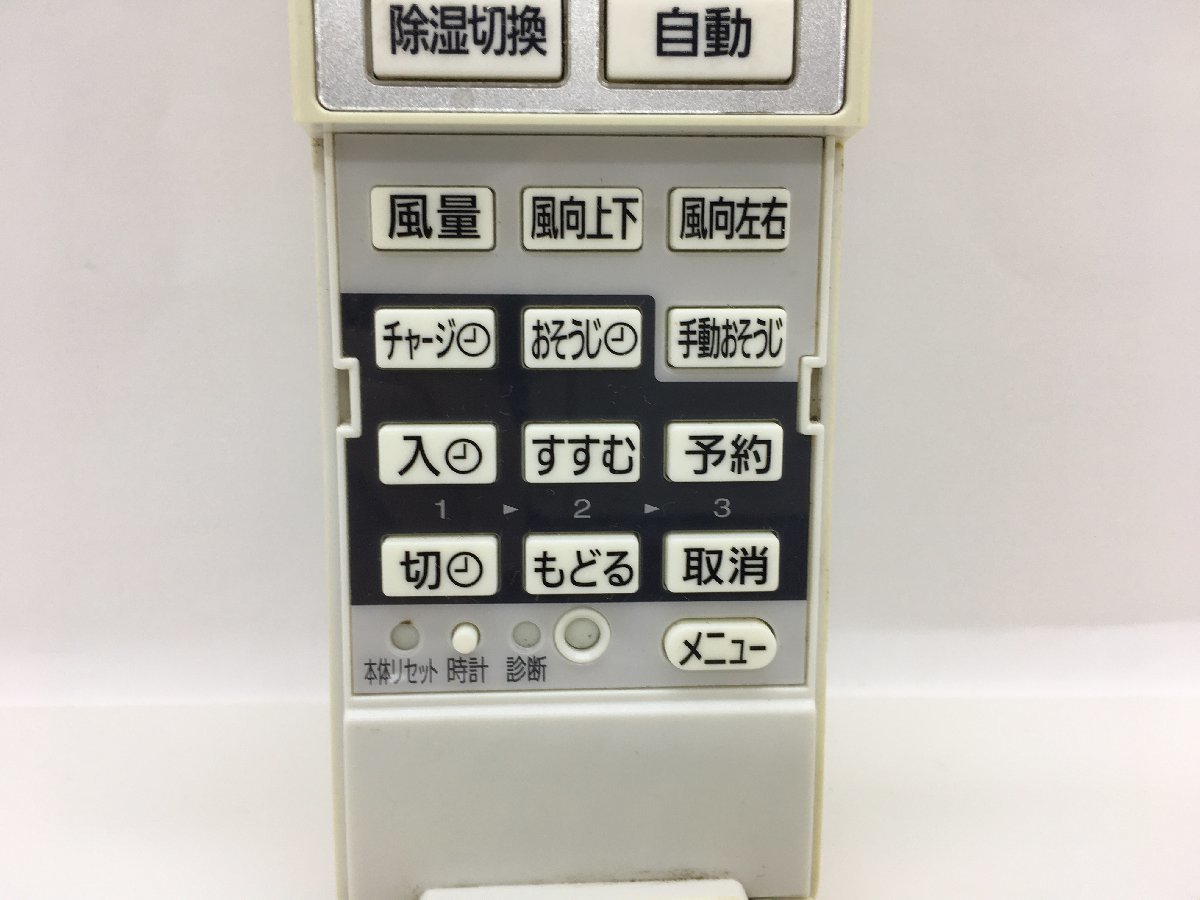 除湿切換 自動
風量 風向上下 風向左右
チャージ おそうじ 手動おそうじ
入 すすむ 予約
1 ▶ 2 ▶ 3
切 もどる 取消
メニュー
本体リセット 時計 診断